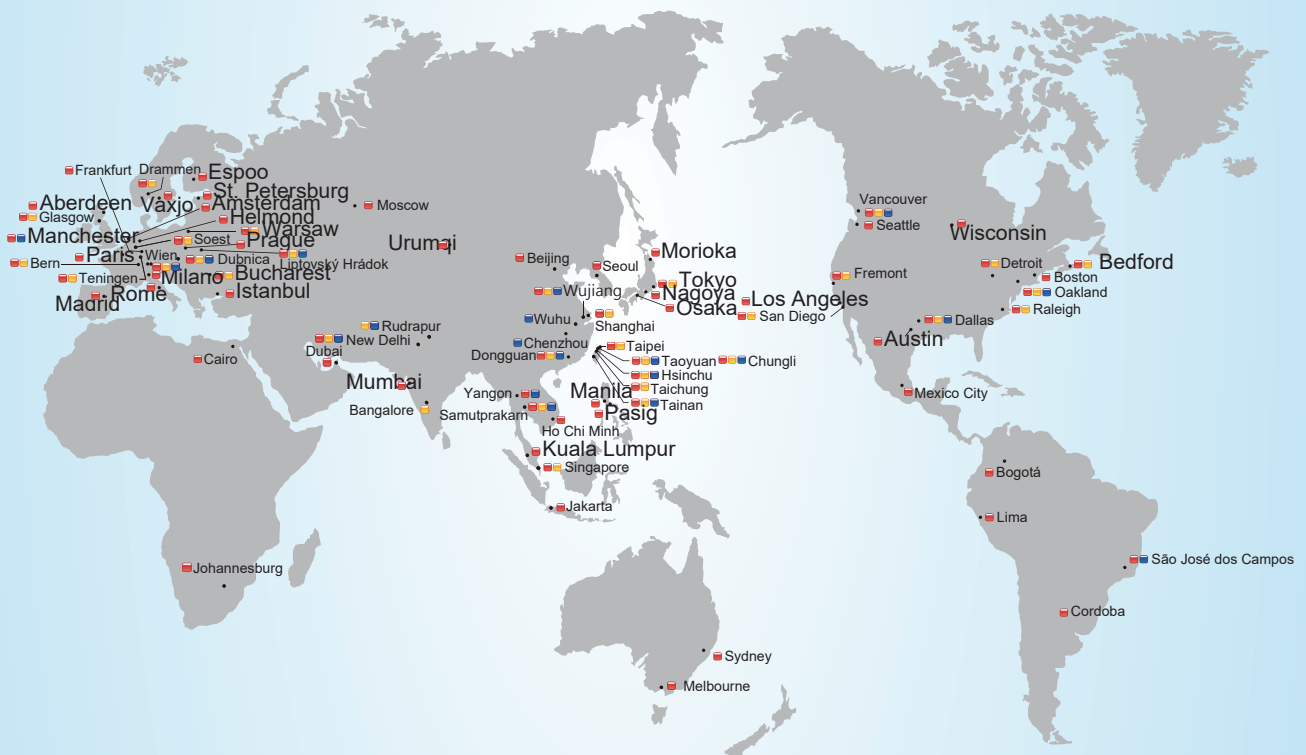 Frankfurt
Drammen
Espoo
St. Petersburg
Aberdeen
Växjo
Amsterdam
Moscow
Glasgow
Helmond
Warsaw
Manchester
Soest
Prague
Urumqi
Paris
Wien
Dubnica
Liptovský Hrádok
Bern
Teningen
Milano
Bucharest
Madrid
Rome
Istanbul
Cairo
Dubai
Rudrapur
New Delhi
Mumbai
Bangalore
Johannesburg
Beijing
Seoul
Morioka
Tokyo
Nagoya
Osaka
Wujiang
Wuhu
Shanghai
Chenzhou
Dongguan
Taipei
Taoyuan
Chungli
Hsinchu
Taichung
Tainan
Yangon
Samutprakarn
Manila
Pasig
Ho Chi Minh
Kuala Lumpur
Singapore
Jakarta
Sydney
Melbourne
Vancouver
Seattle
Wisconsin
Fremont
Los Angeles
San Diego
Detroit
Bedford
Boston
Oakland
Raleigh
Dallas
Austin
Mexico City
Bogotá
Lima
São José dos Campos
Cordoba